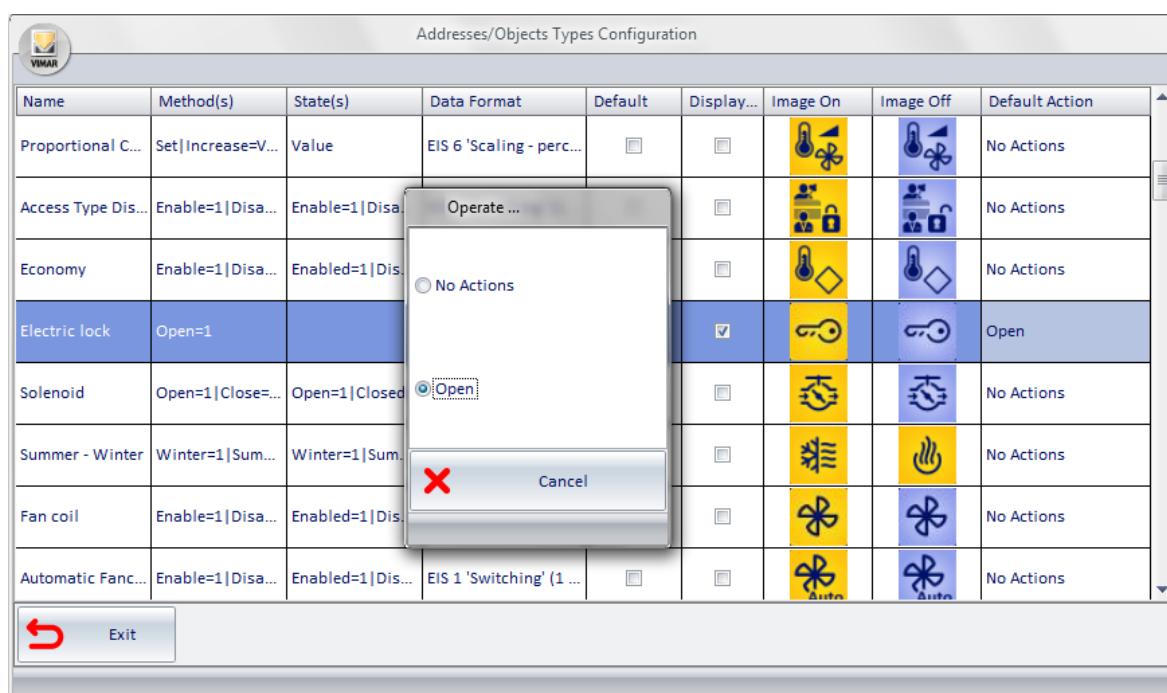 Addresses/Objects Types Configuration
VIMAR
Name Method(s) State(s) Data Format Default Display... Image On Image Off Default Action
Proportional C... Set|Increase=V... Value EIS 6 'Scaling - perc... No Actions
Access Type Dis... Enable=1|Disa... Enable=1|Disa. No Actions
Operate ...
Economy Enable=1|Disa... Enabled=1|Dis. No Actions
No Actions
Electric lock Open=1 Open
Solenoid Open=1|Close=... Open=1|Closed No Actions
Open
Summer - Winter Winter=1|Sum... Winter=1|Sum. No Actions
Cancel
Fan coil Enable=1|Disa... Enabled=1|Dis. No Actions
Automatic Fanc... Enable=1|Disa... Enabled=1|Dis... EIS 1 'Switching' (1 ... Auto Auto No Actions
Exit